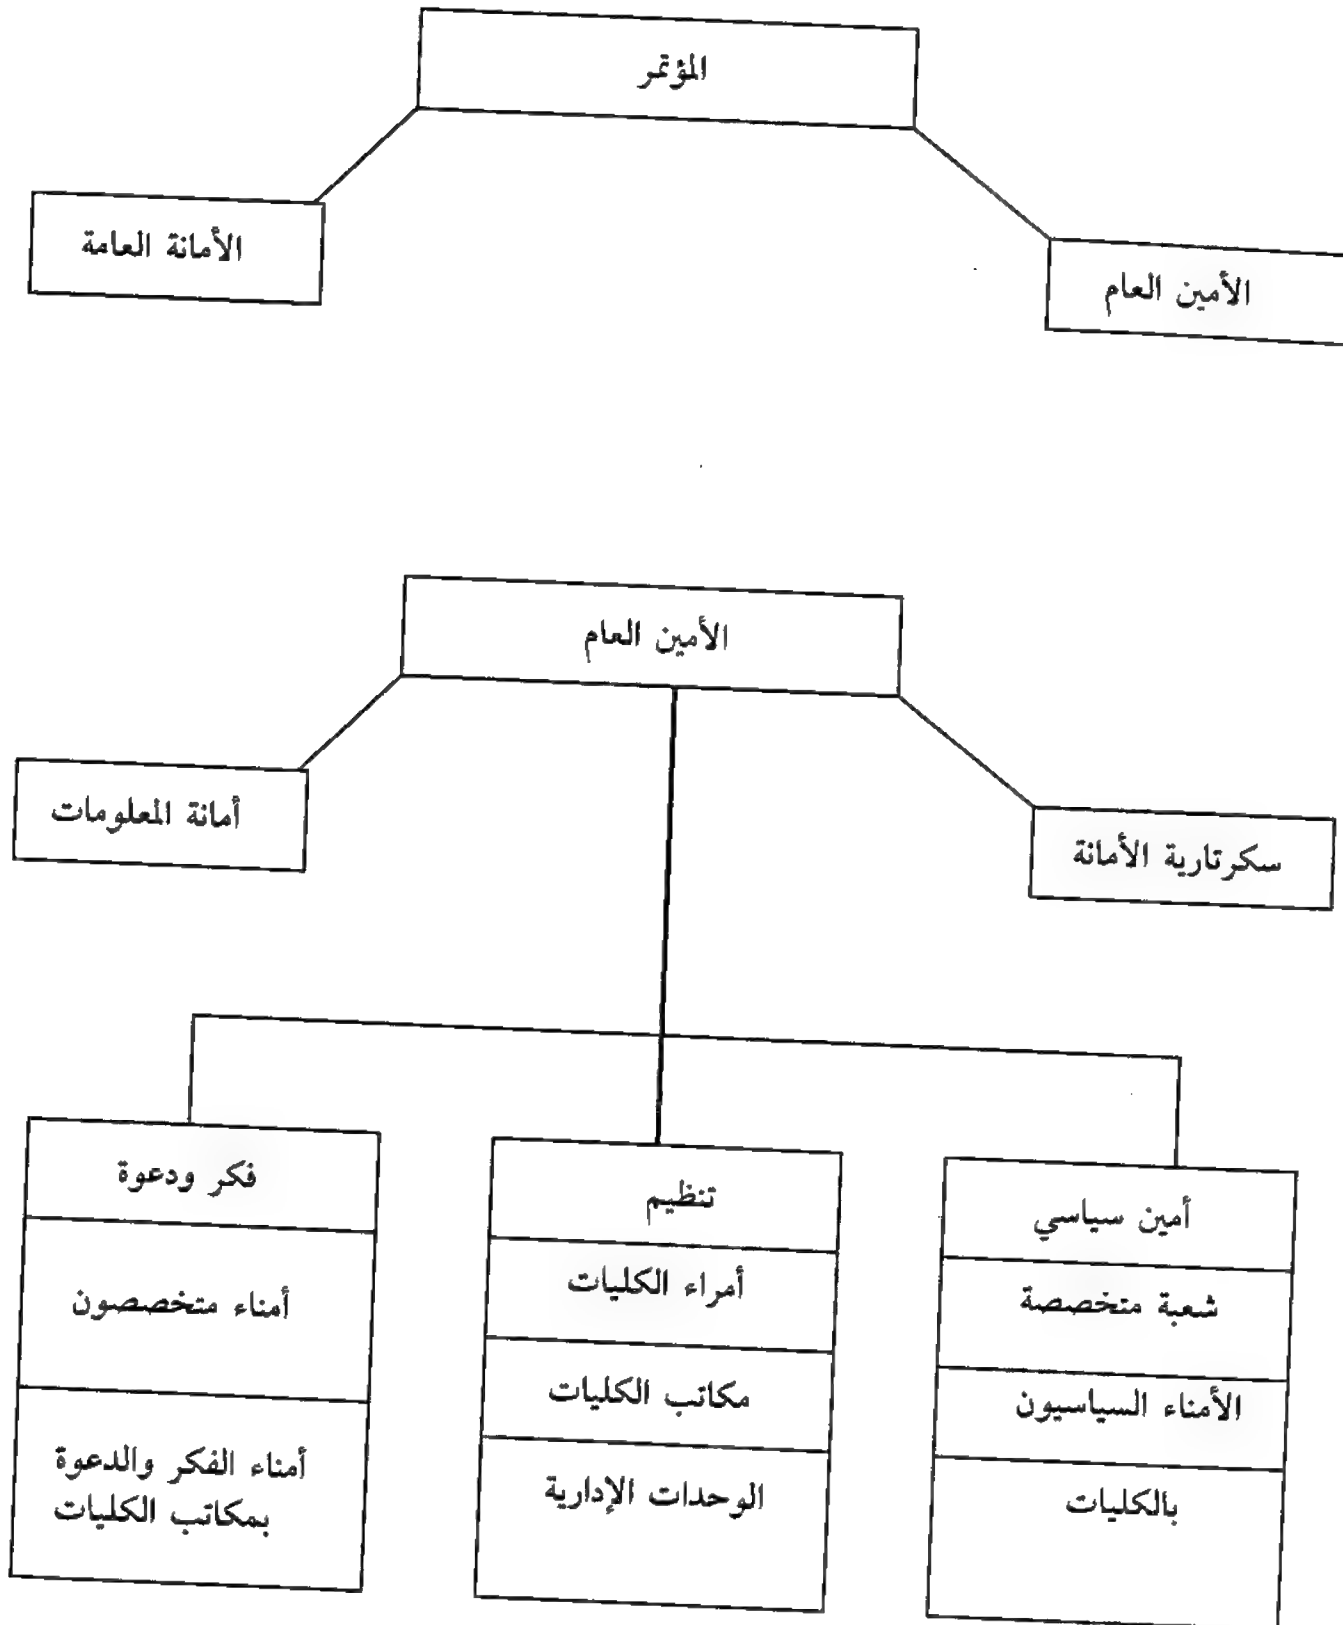 المؤتمر
الأمين العام
الأمانة العامة
الأمين العام
سكرتارية الأمانة
أمانة المعلومات
أمين سياسي
شعبة متخصصة
الأمناء السياسيون
بالكليات
تنظيم
أمراء الكليات
مكاتب الكليات
الوحدات الإدارية
فكر ودعوة
أمناء متخصصون
أمناء الفكر والدعوة
بمكاتب الكليات